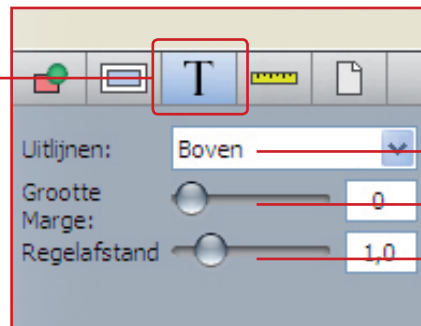 T
Uitlijnen: Boven
Grootte
Marge: 0
Regelafstand 1,0